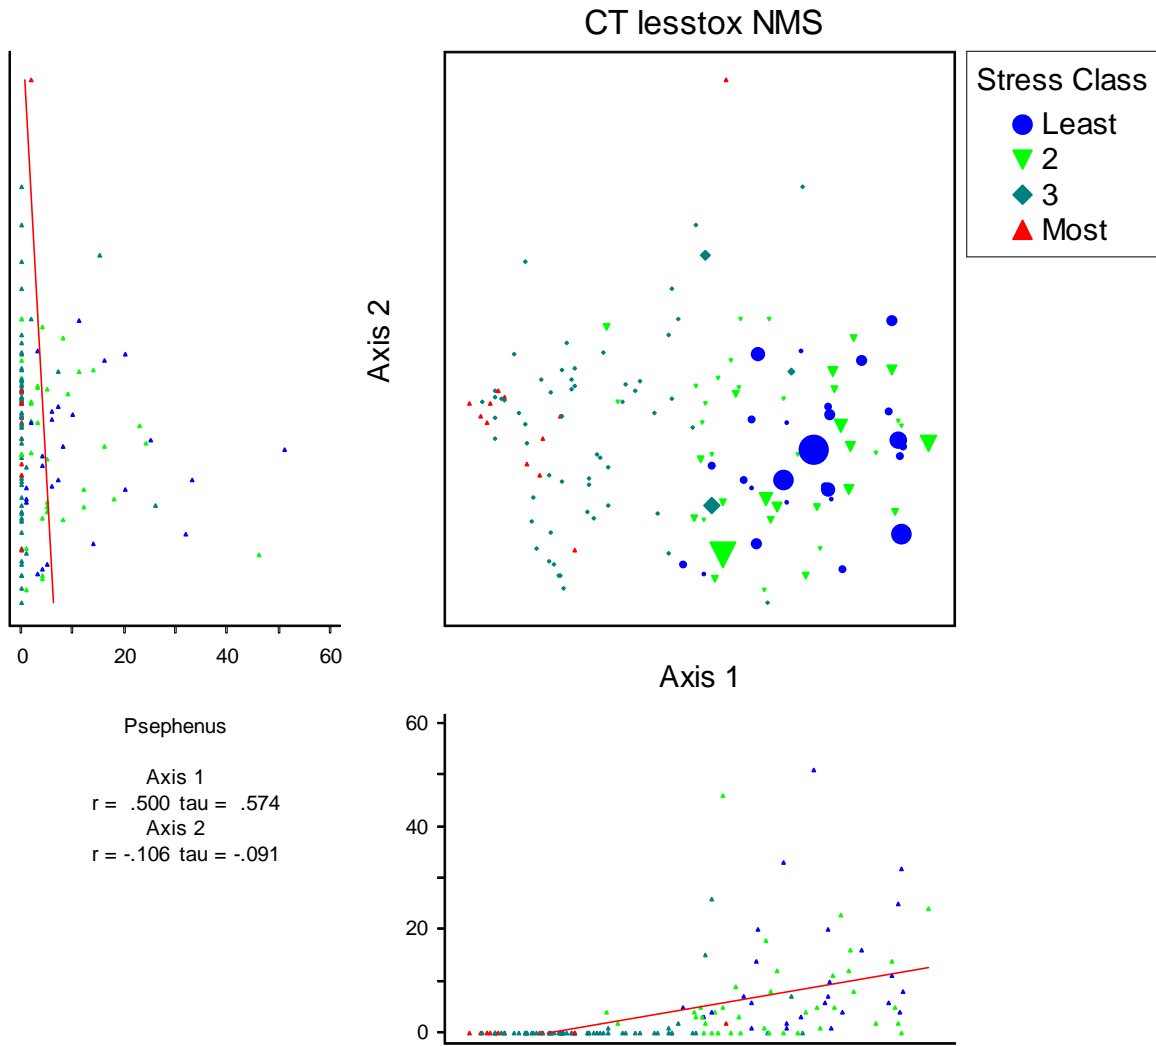 CT lesstox NMS
Stress Class
Least
2
3
Most
Axis 2
0
20
40
60
Axis 1
Psephenus
Axis 1
r = .500 tau = .574
Axis 2
r = -.106 tau = -.091
60
40
20
0